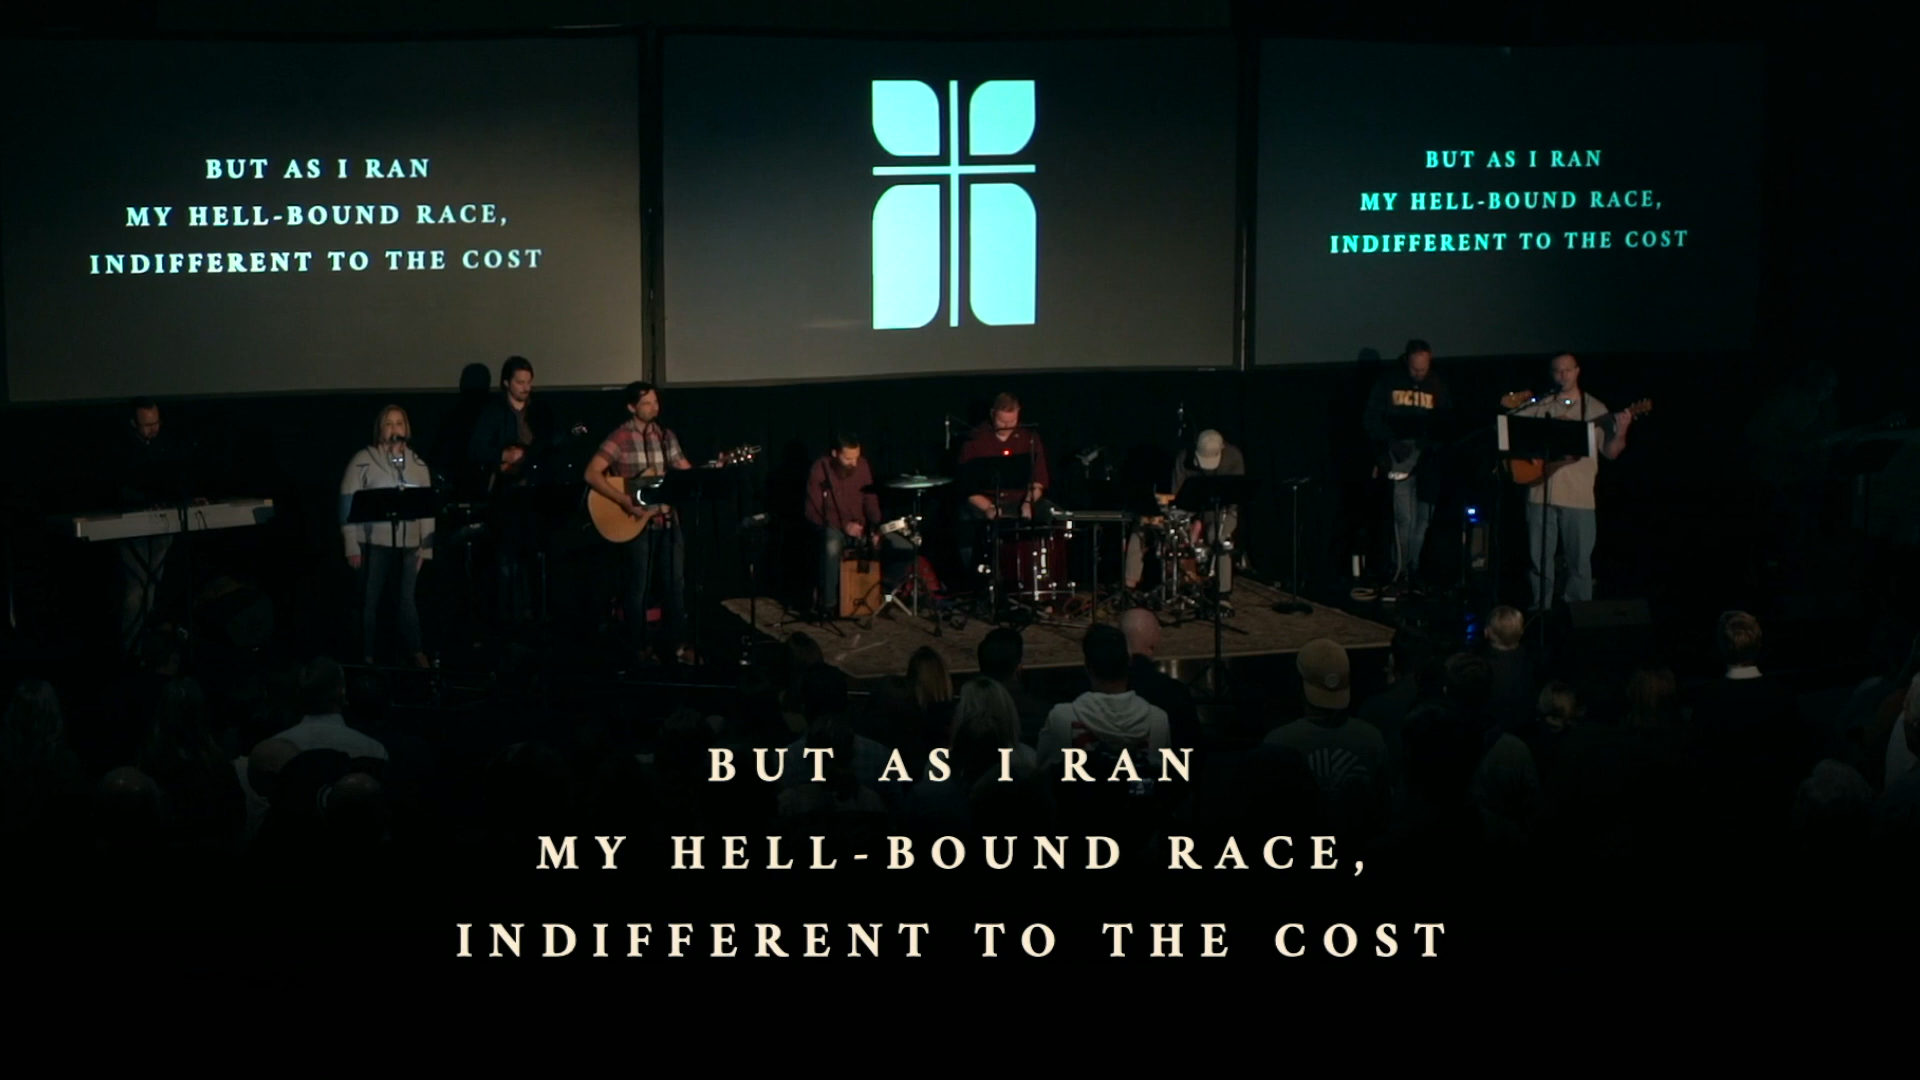 BUT AS I RAN
MY HELL-BOUND RACE,
INDIFFERENT TO THE COST
BUT AS I RAN
MY HELL-BOUND RACE,
INDIFFERENT TO THE COST
BUT AS I RAN
MY HELL-BOUND RACE,
INDIFFERENT TO THE COST